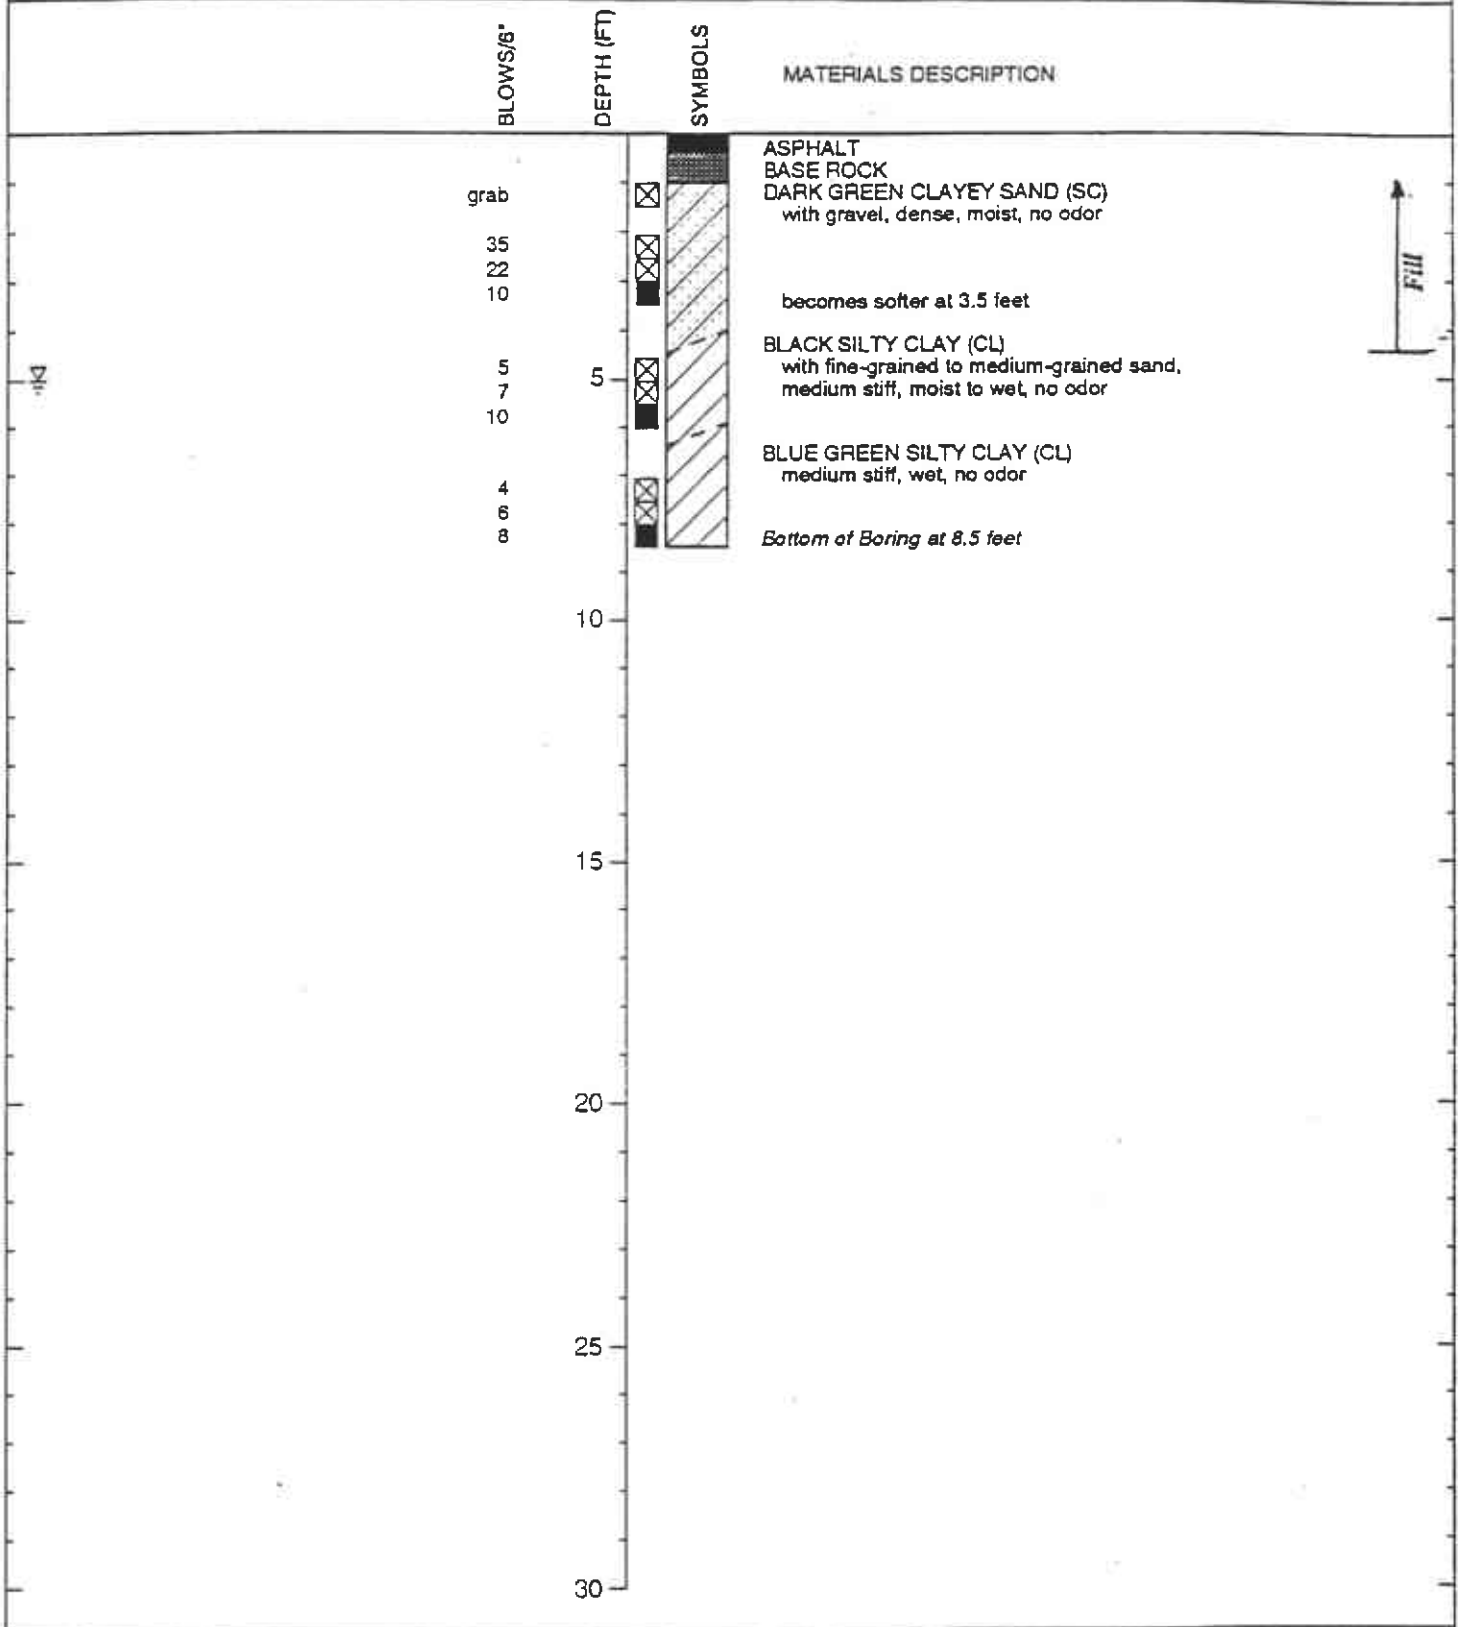 BLOWS/6"
DEPTH (FT)
SYMBOLS
MATERIALS DESCRIPTION
ASPHALT
BASE ROCK
grab
DARK GREEN CLAYEY SAND (SC)
with gravel, dense, moist, no odor
35
22
10
becomes softer at 3.5 feet
Fill
BLACK SILTY CLAY (CL)
5
with fine-grained to medium-grained sand,
5
7
medium stiff, moist to wet, no odor
10
BLUE GREEN SILTY CLAY (CL)
medium stiff, wet, no odor
4
6
8
Bottom of Boring at 8.5 feet
10
15
20
25
30